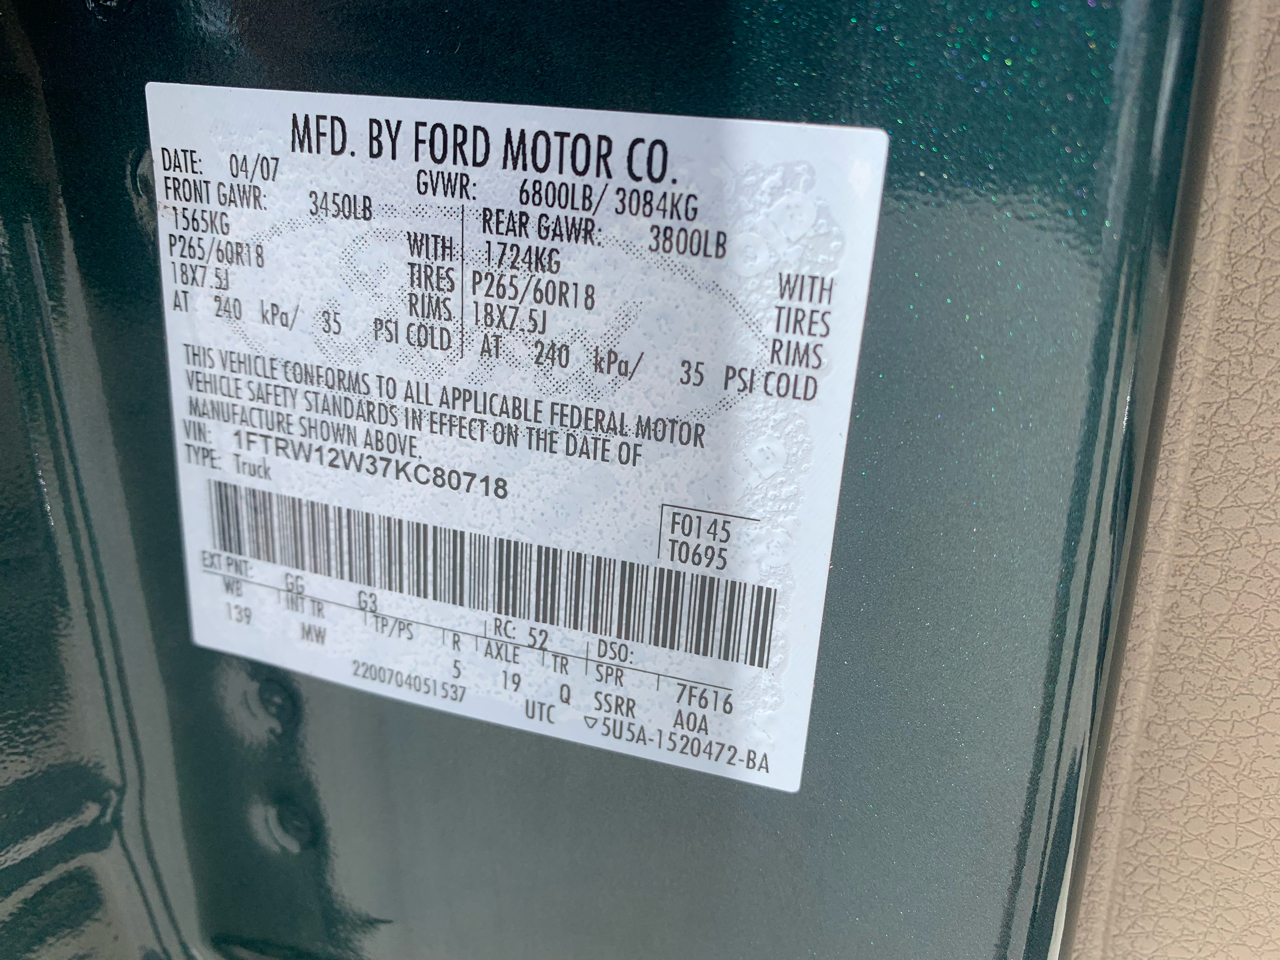 MFD. BY FORD MOTOR CO.
DATE: 04/07 GVWR: 6800LB/ 3084KG
FRONT GAWR: 3450LB REAR GAWR: 3800LB
1565KG WITH 1724KG WITH
P265/60R18 TIRES P265/60R18 TIRES
18X7.5J RIMS 18X7.5J RIMS
AT 240 kPa/ 35 PSI COLD AT 240 kPa/ 35 PSI COLD
THIS VEHICLE CONFORMS TO ALL APPLICABLE FEDERAL MOTOR
VEHICLE SAFETY STANDARDS IN EFFECT ON THE DATE OF
MANUFACTURE SHOWN ABOVE.
VIN: 1FTRW12W37KC80718
TYPE: Truck
F0145
T0695
EXT PNT: GG G3 RC: 52 DSO:
WB INT TR TP/PS R AXLE TR SPR 7F616
139 MW 5 19 Q SSRR A0A
2200704051537 UTC ▽5U5A-1520472-BA